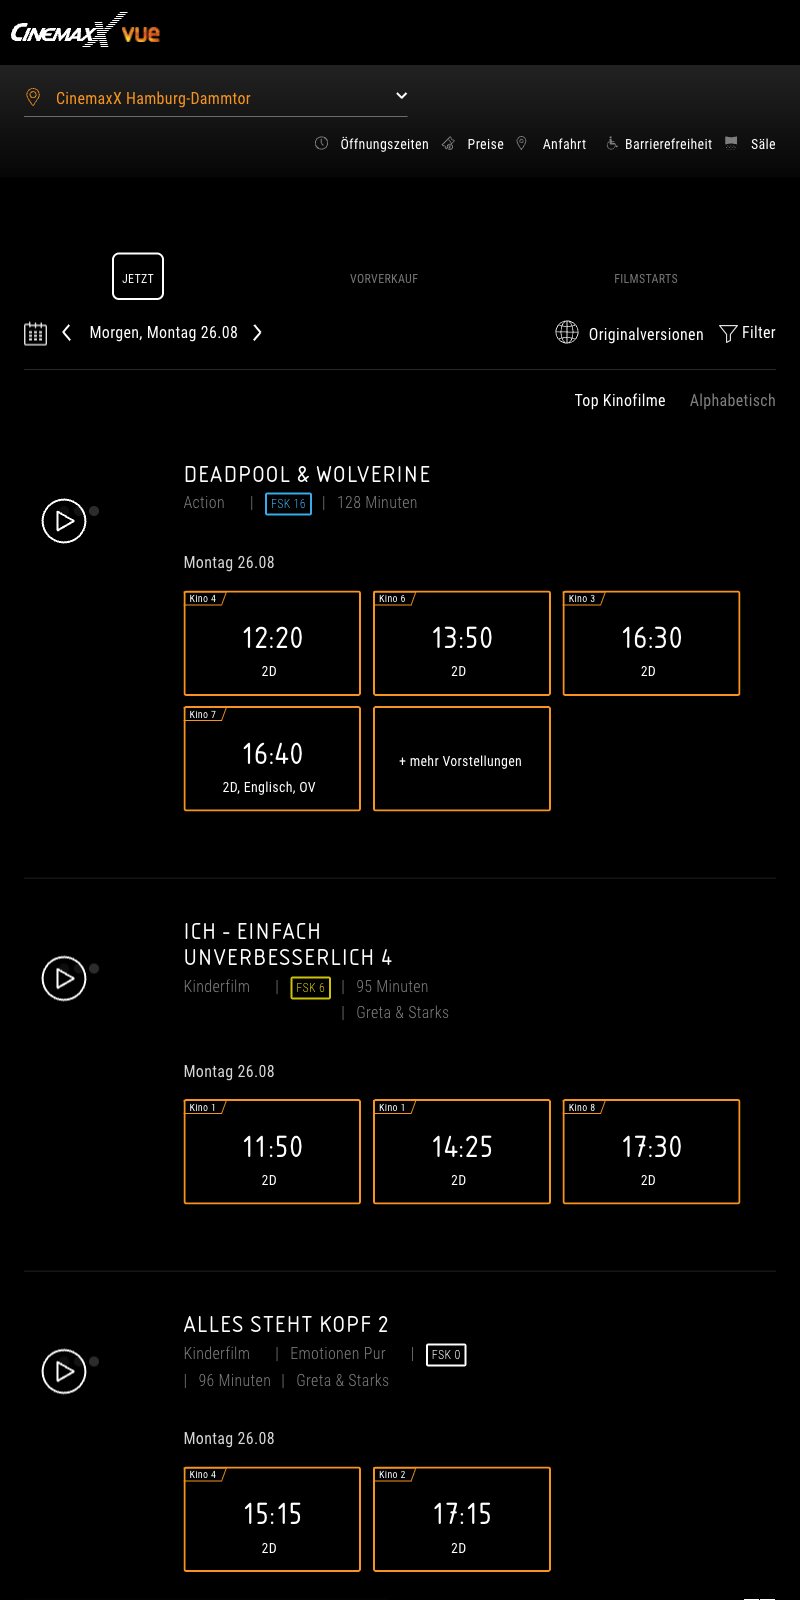 CINEMAXX vue
CinemaxX Hamburg-Dammtor
Öffnungszeiten Preise Anfahrt Barrierefreiheit Säle
JETZT VORVERKAUF FILMSTARTS
Morgen, Montag 26.08 Originalversionen Filter
Top Kinofilme Alphabetisch
DEADPOOL & WOLVERINE
Action | FSK 16 | 128 Minuten
Montag 26.08
Kino 4 Kino 6 Kino 3
12:20 13:50 16:30
2D 2D 2D
Kino 7
16:40
+ mehr Vorstellungen
2D, Englisch, OV
ICH - EINFACH
UNVERBESSERLICH 4
Kinderfilm | FSK 6 | 95 Minuten
| Greta & Starks
Montag 26.08
Kino 1 Kino 1 Kino 8
11:50 14:25 17:30
2D 2D 2D
ALLES STEHT KOPF 2
Kinderfilm | Emotionen Pur | FSK 0
| 96 Minuten | Greta & Starks
Montag 26.08
Kino 4 Kino 2
15:15 17:15
2D 2D